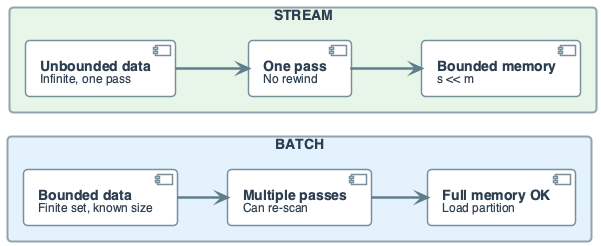 STREAM
Unbounded data
Infinite, one pass
One pass
No rewind
Bounded memory
s << m
BATCH
Bounded data
Finite set, known size
Multiple passes
Can re-scan
Full memory OK
Load partition